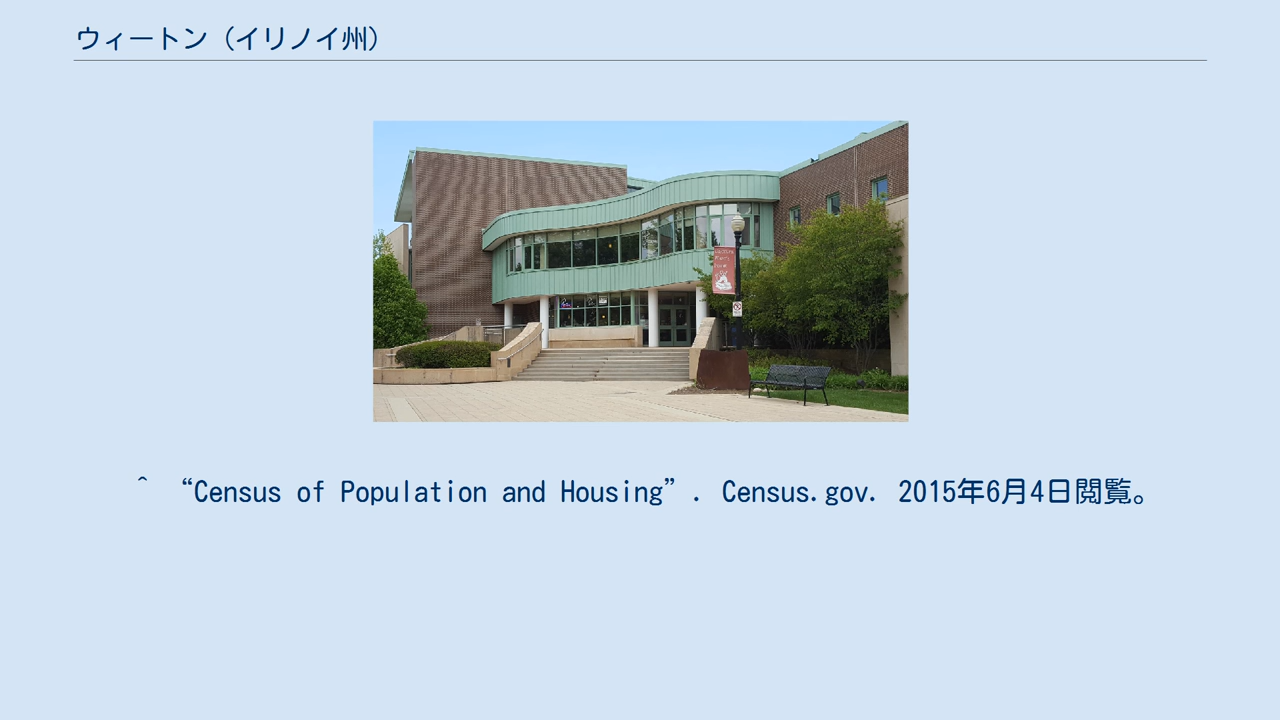 ウィートン（イリノイ州）
^ “Census of Population and Housing”. Census.gov. 2015年6月4日閲覧。